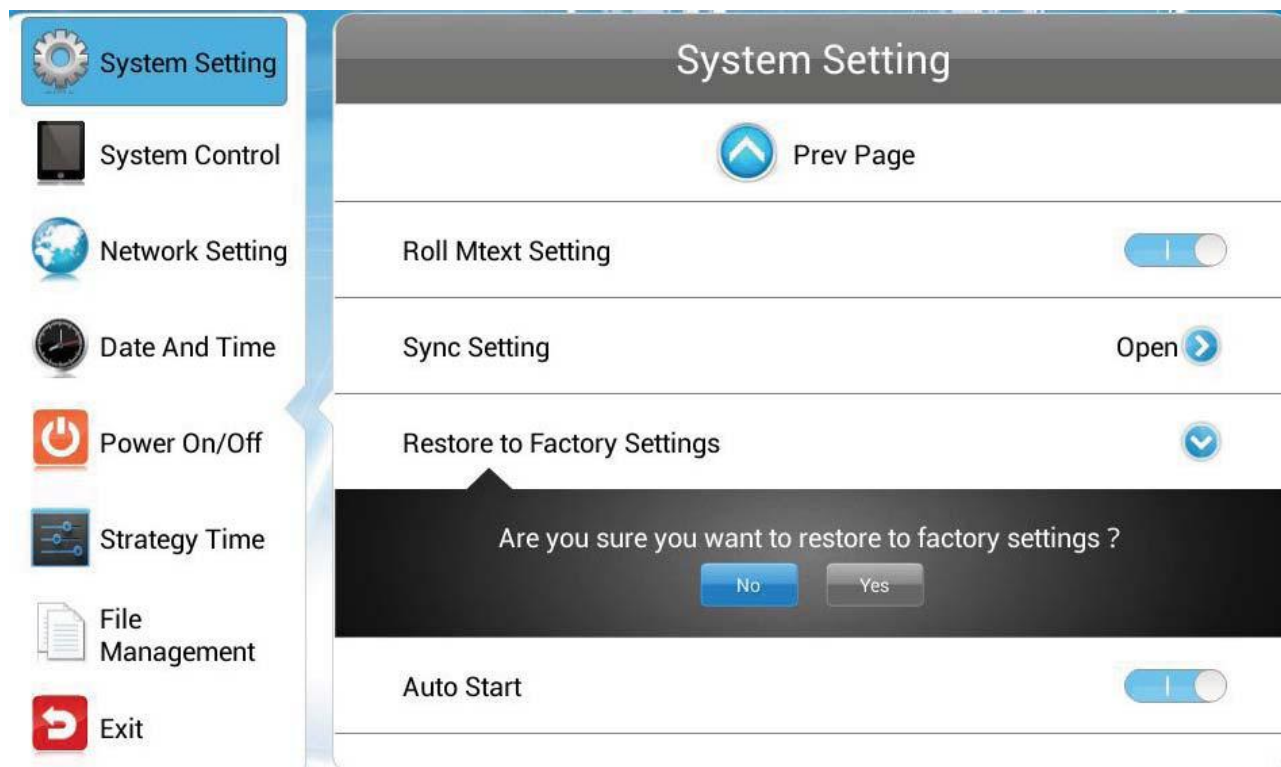 System Setting
System Control
Network Setting
Date And Time
Power On/Off
Strategy Time
File
Management
Exit
System Setting
Prev Page
Roll Mtext Setting
Sync Setting
Open
Restore to Factory Settings
Are you sure you want to restore to factory settings ?
No
Yes
Auto Start